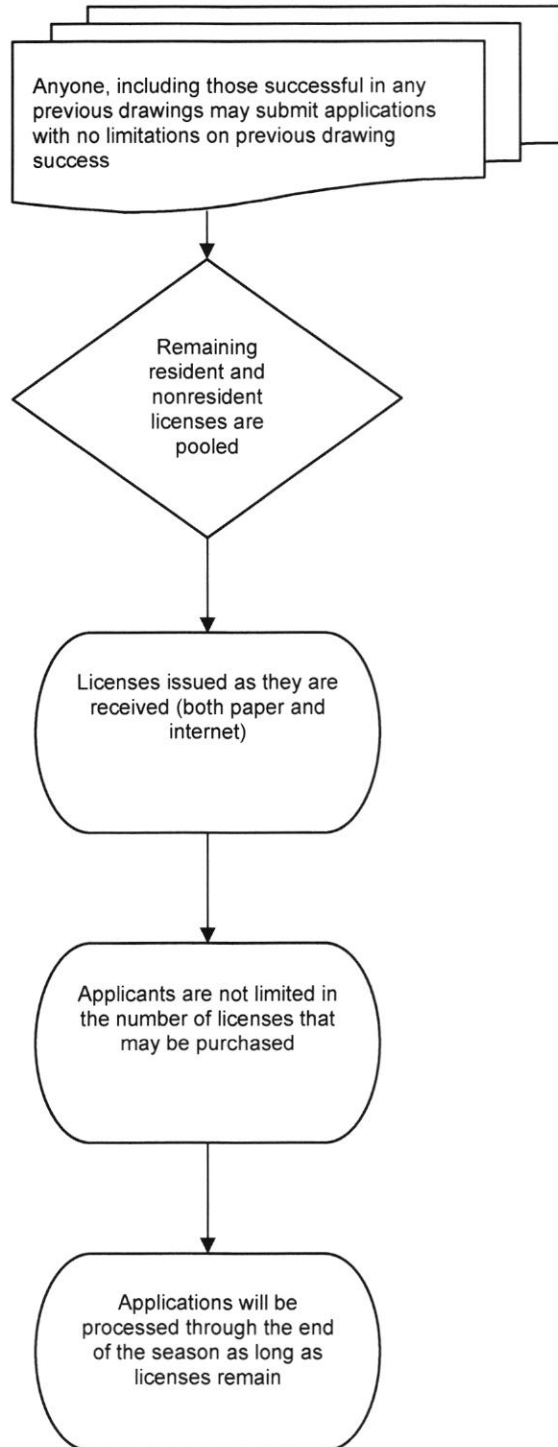 Anyone, including those successful in any
previous drawings may submit applications
with no limitations on previous drawing
success
Remaining
resident and
nonresident
licenses are
pooled
Licenses issued as they are
received (both paper and
internet)
Applicants are not limited in
the number of licenses that
may be purchased
Applications will be
processed through the end
of the season as long as
licenses remain